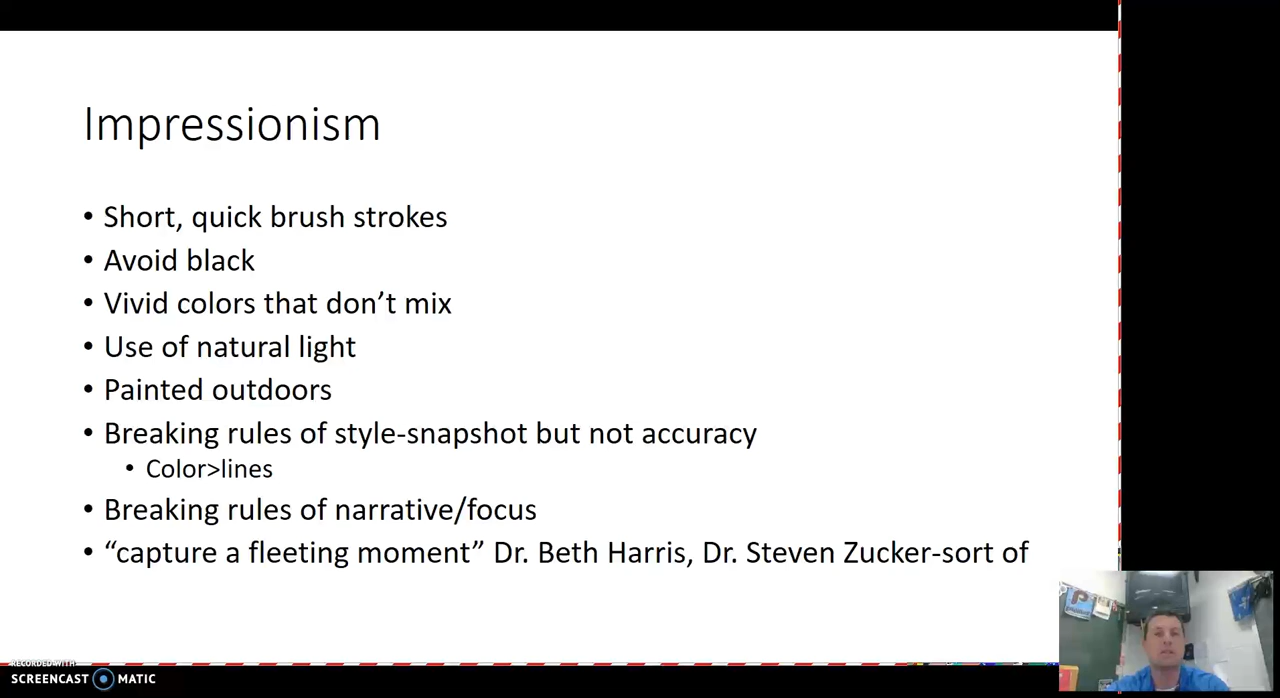 Impressionism
• Short, quick brush strokes
• Avoid black
• Vivid colors that don’t mix
• Use of natural light
• Painted outdoors
• Breaking rules of style-snapshot but not accuracy
• Color>lines
• Breaking rules of narrative/focus
• “capture a fleeting moment” Dr. Beth Harris, Dr. Steven Zucker-sort of
RECORDED WITH
SCREENCAST MATIC